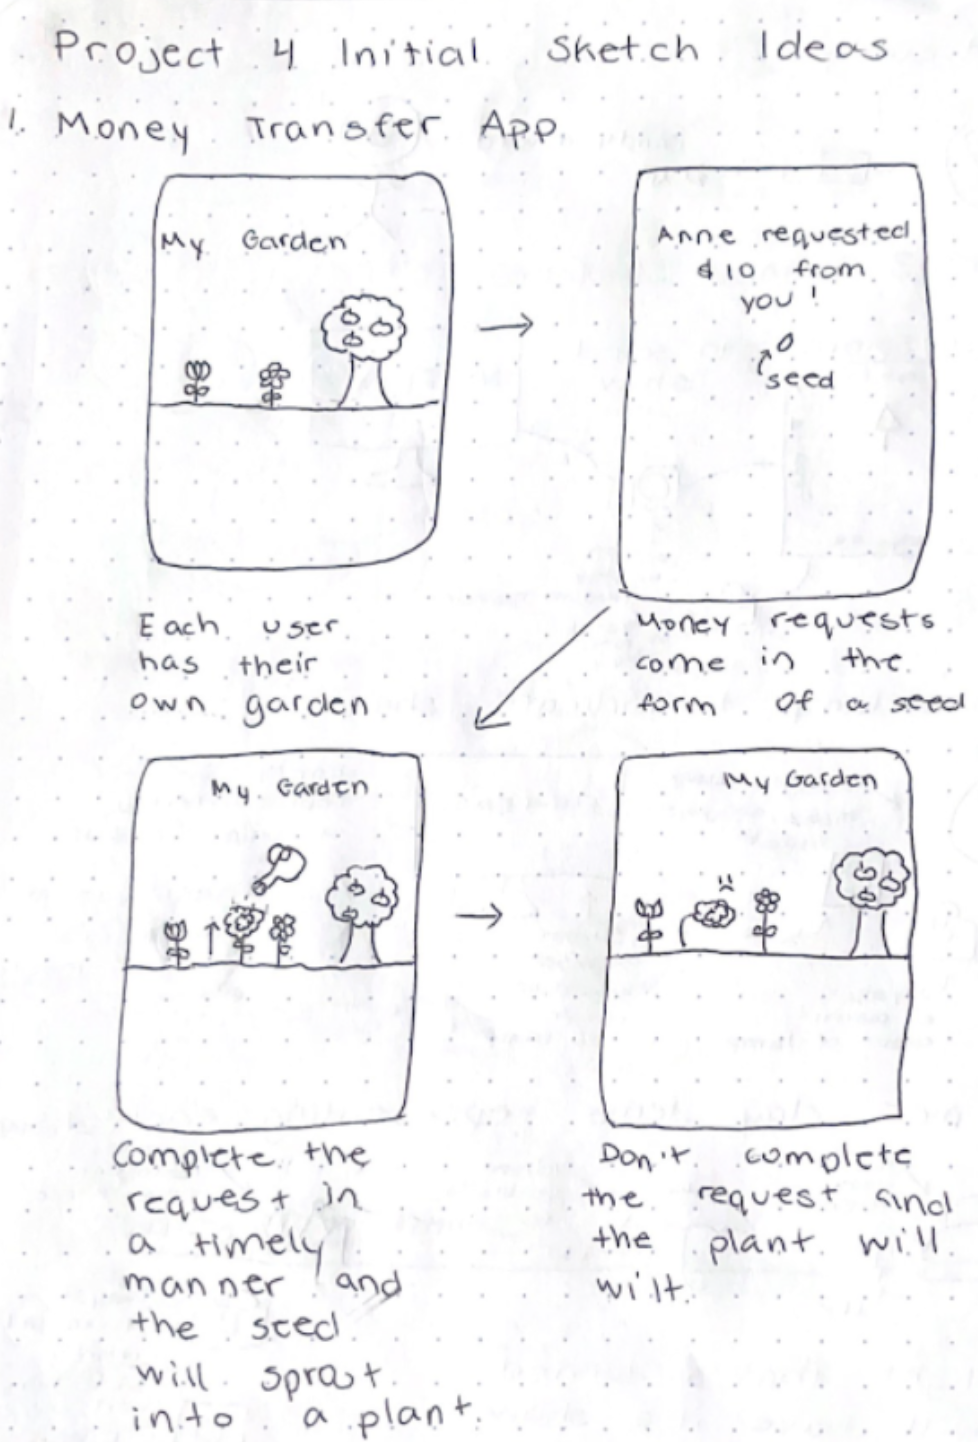 Project 4 Initial Sketch Ideas
1. Money Transfer App
My Garden
Anne requested
$10 from
you!
seed
Each user
has their
own garden
Money requests
come in the
form of a seed
My Garden
My Garden
Complete the
request in
a timely
manner and
the seed
will sprout
into a plant.
Don't complete
the request and
the plant will
wilt.